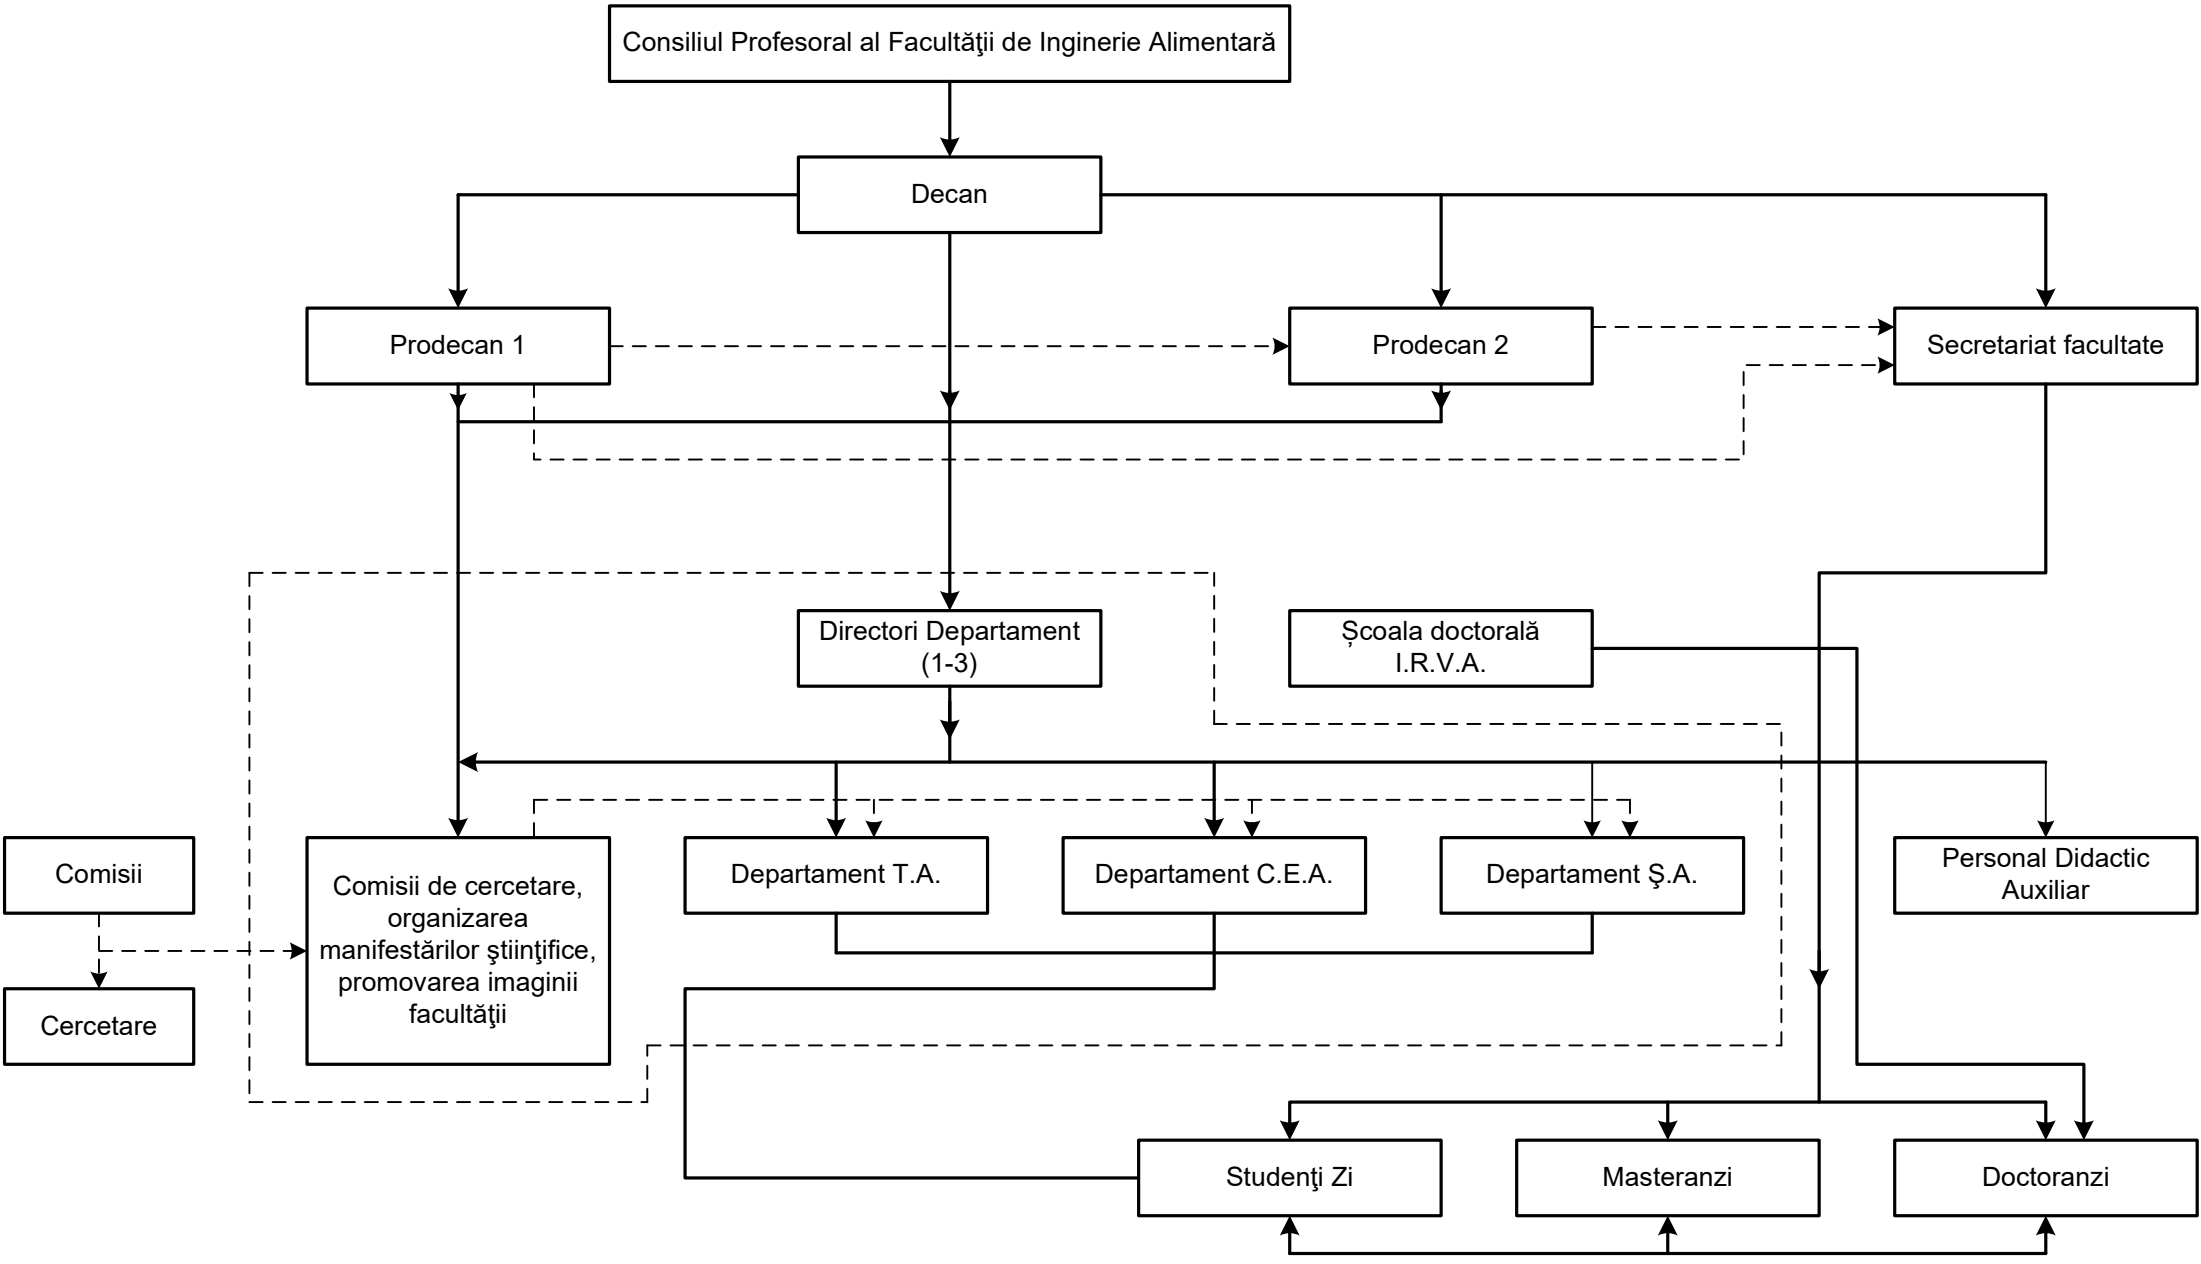 Consiliul Profesoral al Facultăţii de Inginerie Alimentară
Decan
Prodecan 1
Prodecan 2
Secretariat facultate
Directori Departament
(1-3)
Școala doctorală
I.R.V.A.
Comisii
Comisii de cercetare,
organizarea
manifestărilor ştiinţifice,
promovarea imaginii
facultăţii
Departament T.A.
Departament C.E.A.
Departament Ş.A.
Personal Didactic
Auxiliar
Cercetare
Studenţi Zi
Masteranzi
Doctoranzi